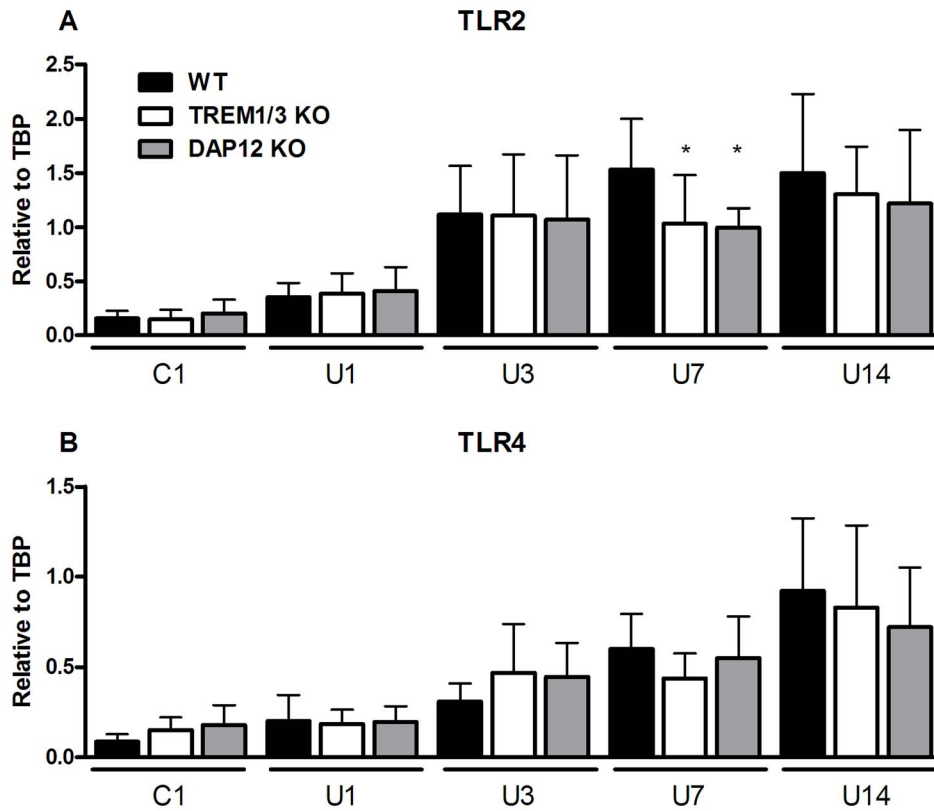 A TLR2
Relative to TBP
2.5
2.0
1.5
1.0
0.5
0.0
WT
TREM1/3 KO
DAP12 KO
* *
C1 U1 U3 U7 U14
B TLR4
Relative to TBP
1.5
1.0
0.5
0.0
C1 U1 U3 U7 U14